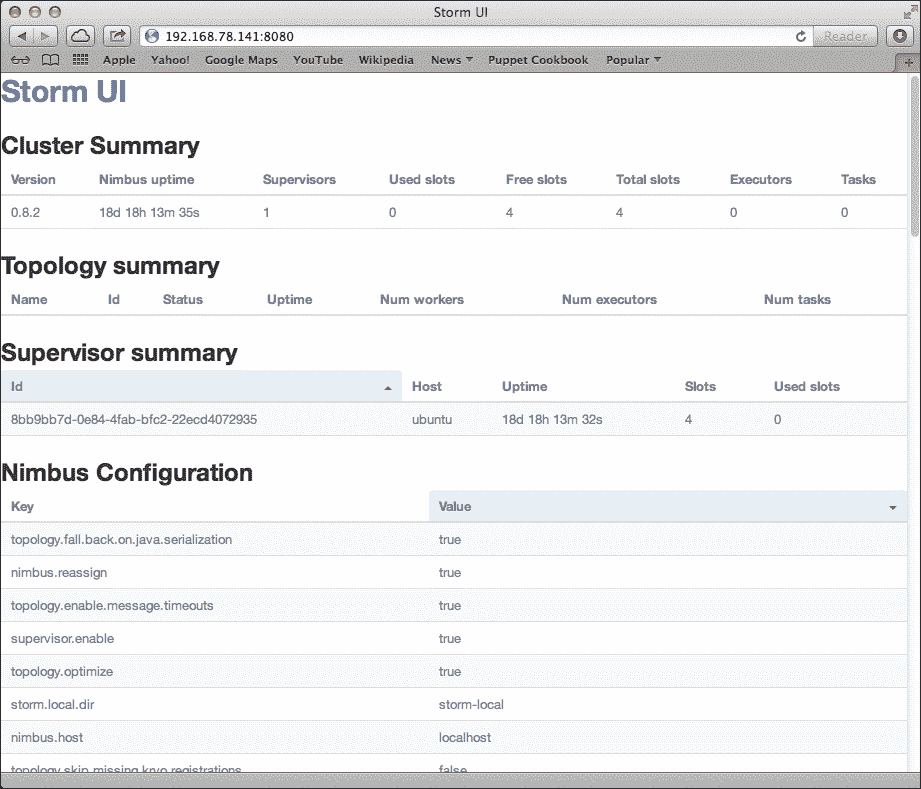 Storm UI
192.168.78.141:8080
Reader
Apple Yahoo! Google Maps YouTube Wikipedia News Puppet Cookbook Popular
Storm UI
Cluster Summary
Version Nimbus uptime Supervisors Used slots Free slots Total slots Executors Tasks
0.8.2 18d 18h 13m 35s 1 0 4 4 0 0
Topology summary
Name Id Status Uptime Num workers Num executors Num tasks
Supervisor summary
Id Host Uptime Slots Used slots
8bb9bb7d-0e84-4fab-bfc2-22ecd4072935 ubuntu 18d 18h 13m 32s 4 0
Nimbus Configuration
Key Value
topology.fall.back.on.java.serialization true
nimbus.reassign true
topology.enable.message.timeouts true
supervisor.enable true
topology.optimize true
storm.local.dir storm-local
nimbus.host localhost
topology.skip.missing.kryo.registrations false